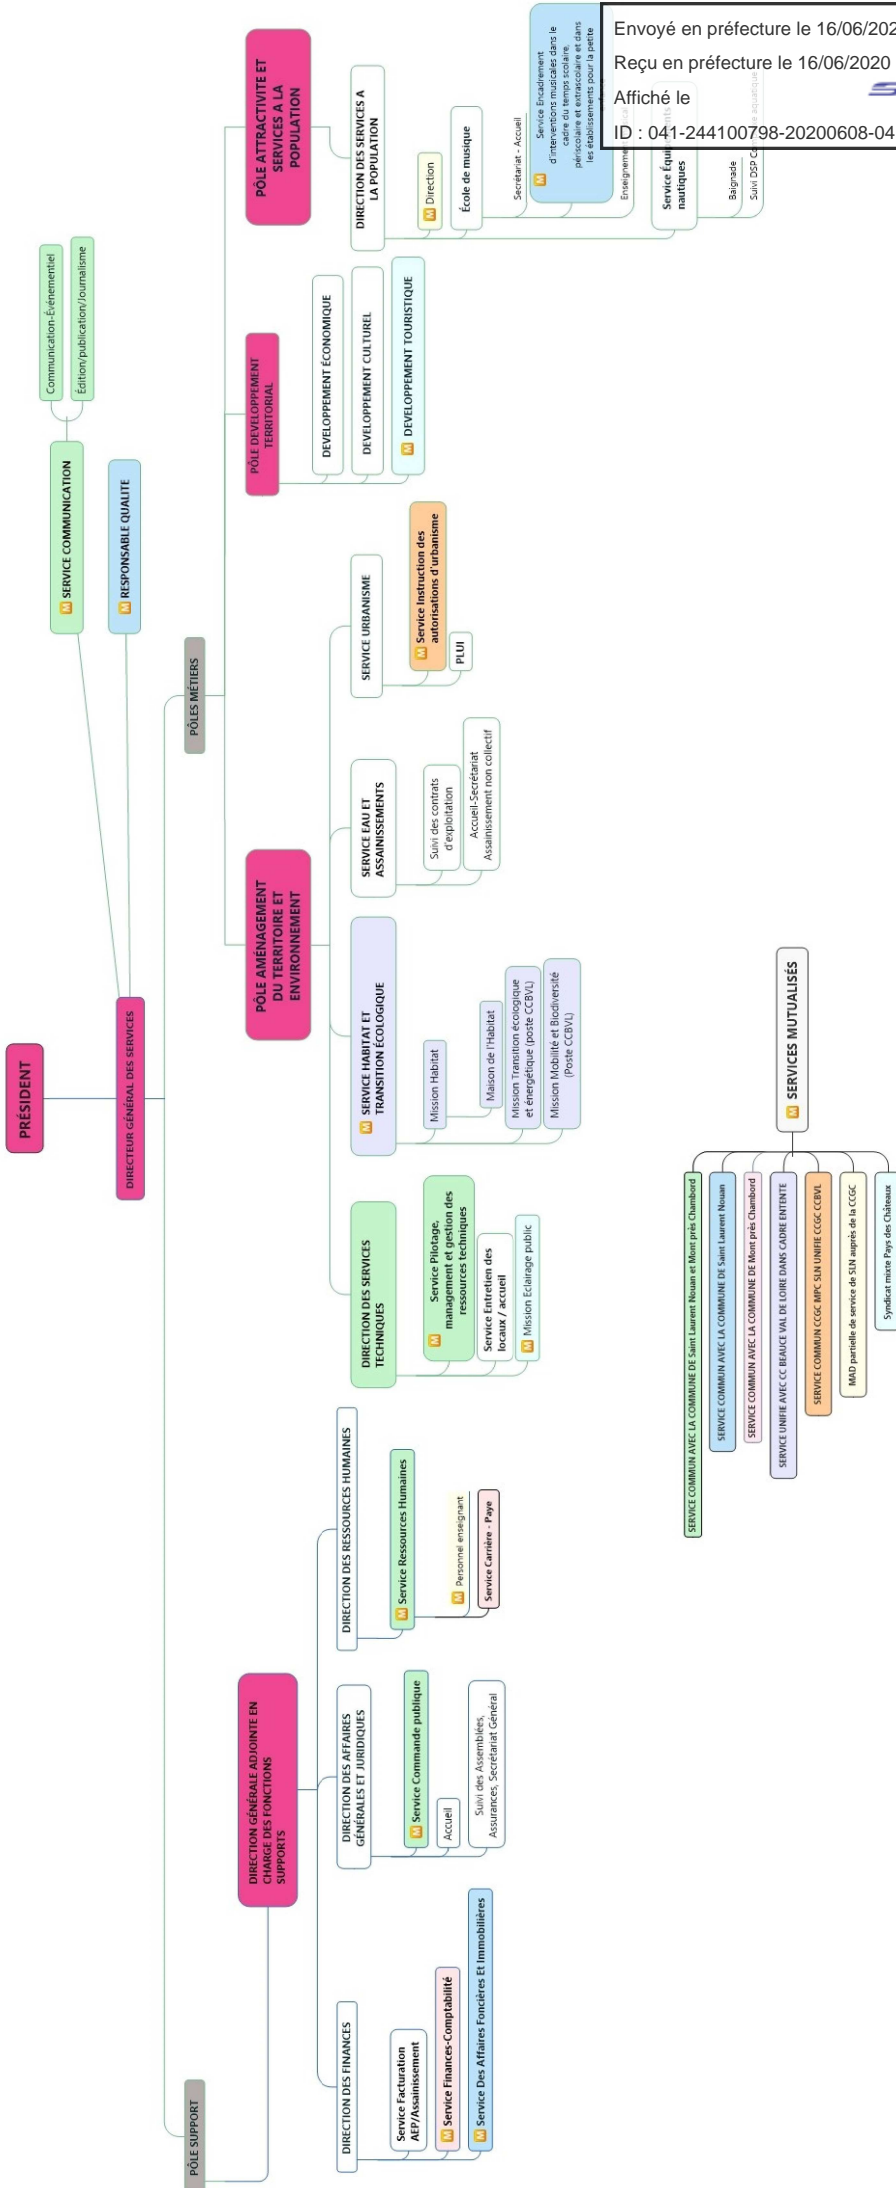 Envoyé en préfecture le 16/06/202
Reçu en préfecture le 16/06/2020
Affiché le
ID : 041-244100798-20200608-04
PRÉSIDENT
DIRECTEUR GÉNÉRAL DES SERVICES
M SERVICE COMMUNICATION
Communication-Événementiel
Édition/publication/Journalisme
M RESPONSABLE QUALITE
PÔLE SUPPORT
DIRECTION GÉNÉRALE ADJOINTE EN
CHARGE DES FONCTIONS
SUPPORTS
DIRECTION DES FINANCES
Service Facturation
AEP/Assainissement
M Service Finances-Comptabilité
M Service Des Affaires Foncières Et Immobilières
DIRECTION DES AFFAIRES
GÉNÉRALES ET JURIDIQUES
M Service Commande publique
Accueil
Suivi des Assemblées,
Assurances, Secrétariat Général
DIRECTION DES RESSOURCES HUMAINES
M Service Ressources Humaines
M Personnel enseignant
Service Carrière - Paye
PÔLES MÉTIERS
PÔLE AMÉNAGEMENT
DU TERRITOIRE ET
ENVIRONNEMENT
DIRECTION DES SERVICES
TECHNIQUES
M Service Pilotage,
management et gestion des
ressources techniques
Service Entretien des
locaux / accueil
M Mission Eclairage public
M SERVICE HABITAT ET
TRANSITION ÉCOLOGIQUE
Mission Habitat
Maison de l'Habitat
Mission Transition écologique
et énergétique (poste CCBVL)
Mission Mobilité et Biodiversité
(Poste CCBVL)
SERVICE EAU ET
ASSAINISSEMENTS
Suivi des contrats
d'exploitation
Accueil-Secrétariat
Assainissement non collectif
SERVICE URBANISME
M Service Instruction des
autorisations d'urbanisme
PLUI
PÔLE DEVELOPPEMENT
TERRITORIAL
DEVELOPPEMENT ÉCONOMIQUE
DEVELOPPEMENT CULTUREL
M DEVELOPPEMENT TOURISTIQUE
PÔLE ATTRACTIVITE ET
SERVICES A LA
POPULATION
DIRECTION DES SERVICES A
LA POPULATION
M Direction
École de musique
Secrétariat - Accueil
M Service Encadrement
d'interventions musicales dans le
cadre du temps scolaire,
périscolaire et extrascolaire et dans
les établissements pour la petite
Enseignement
Service Équipements
nautiques
Baignade
Suivi DSP aquatique
M SERVICES MUTUALISÉS
SERVICE COMMUN AVEC LA COMMUNE DE Saint Laurent Nouan et Mont près Chambord
SERVICE COMMUN AVEC LA COMMUNE DE Saint Laurent Nouan
SERVICE COMMUN AVEC LA COMMUNE DE Mont près Chambord
SERVICE UNIFIE AVEC CC BEAUCE VAL DE LOIRE DANS CADRE ENTENTE
SERVICE COMMUN CCGC MPC SLN UNIFIE CCGC CCBVL
MAD partielle de service de SLN auprès de la CCGC
Syndicat mixte Pays des Châteaux